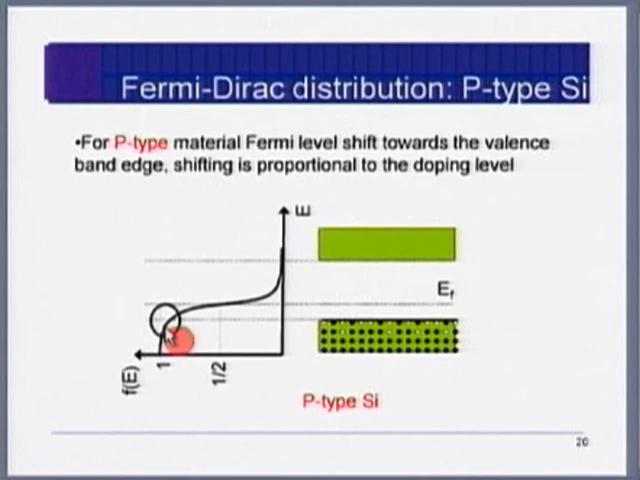 Fermi-Dirac distribution: P-type Si
•For P-type material Fermi level shift towards the valence
band edge, shifting is proportional to the doping level
E
Ef
f(E)
1
1/2
P-type Si
26